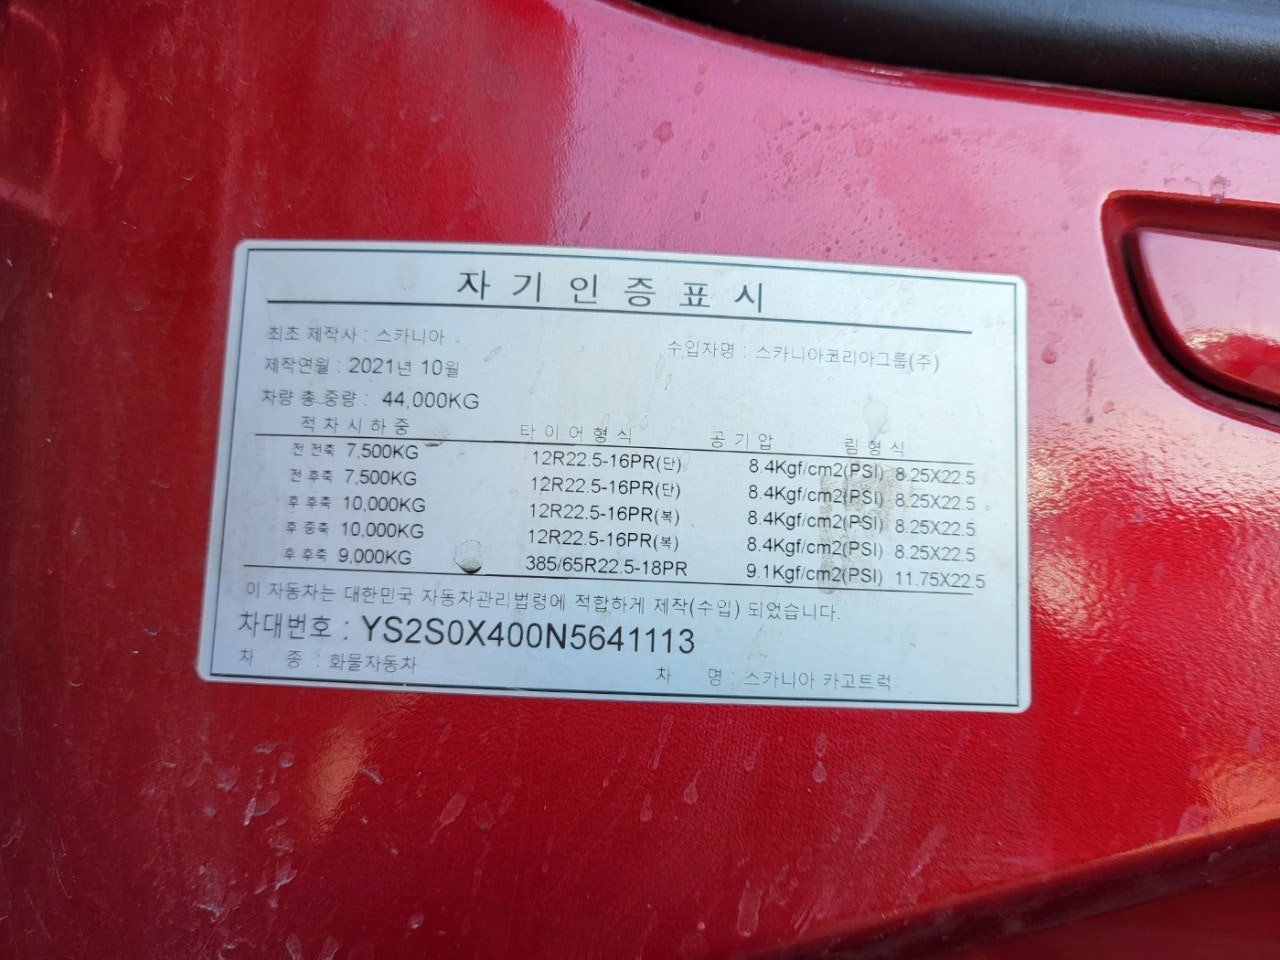 자기인증표시
최초 제작사 : 스카니아 수입자명 : 스카니아코리아그룹(주)
제작연월 : 2021년 10월
차량 총 중량 : 44,000KG
적차시하중 타이어형식 공기압 림형식
전 전축 7,500KG 12R22.5-16PR(단) 8.4Kgf/cm2(PSI) 8.25X22.5
전 후축 7,500KG 12R22.5-16PR(단) 8.4Kgf/cm2(PSI) 8.25X22.5
후 후축 10,000KG 12R22.5-16PR(복) 8.4Kgf/cm2(PSI) 8.25X22.5
후 중축 10,000KG 12R22.5-16PR(복) 8.4Kgf/cm2(PSI) 8.25X22.5
후 후축 9,000KG 385/65R22.5-18PR 9.1Kgf/cm2(PSI) 11.75X22.5
이 자동차는 대한민국 자동차관리법령에 적합하게 제작(수입) 되었습니다.
차대번호 : YS2S0X400N5641113
차 종 : 화물자동차 차 명 : 스카니아 카고트럭